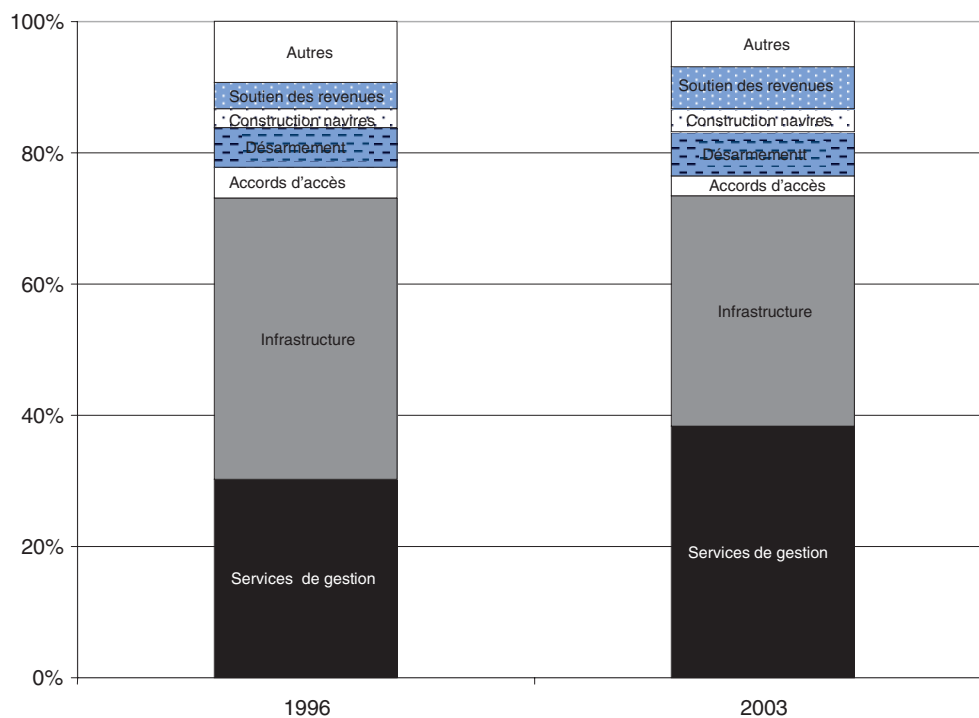 100%
80%
60%
40%
20%
0%
Autres
Soutien des revenues
Construction navires
Désarmement
Accords d'accès
Infrastructure
Services de gestion
1996
Autres
Soutien des revenues
Construction navires
Désarmementt
Accords d'accès
Infrastructure
Services de gestion
2003